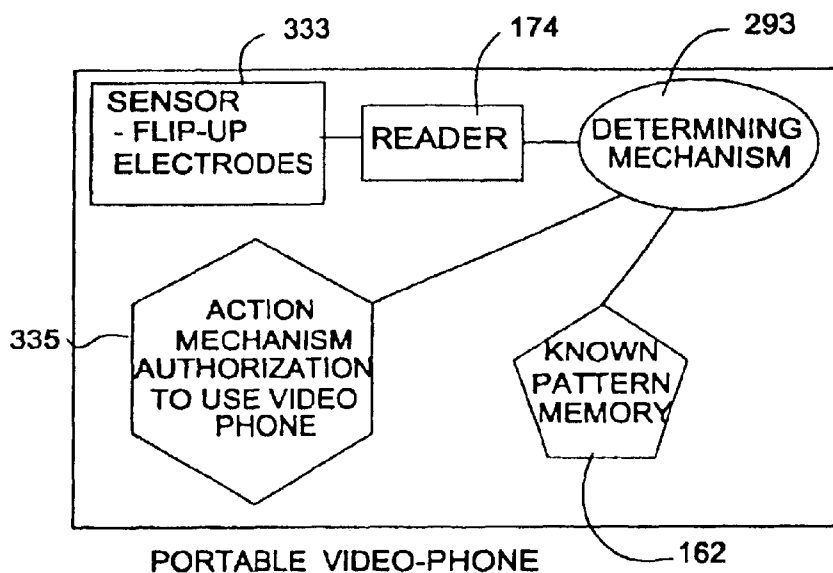 333
174
293
SENSOR
- FLIP-UP
ELECTRODES
READER
DETERMINING
MECHANISM
335
ACTION
MECHANISM
AUTHORIZATION
TO USE VIDEO
PHONE
KNOWN
PATTERN
MEMORY
162
PORTABLE VIDEO-PHONE